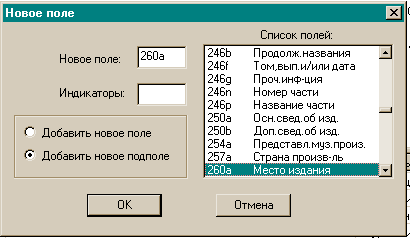 Новое поле
Список полей:
Новое поле: 260a
Индикаторы:
Добавить новое поле
Добавить новое подполе
246b Продолж.названия
246f Том,вып.и/или дата
246g Проч.инф-ция
246n Номер части
246p Название части
250a Осн.свед.об изд.
250b Доп.свед.об изд.
254a Представл.муз.произ.
257a Страна произв-ль
260a Место издания
OK
Отмена